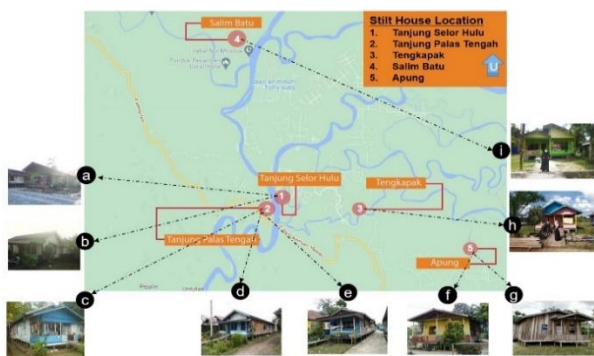 Stilt House Location
1. Tanjung Selor Hulu
2. Tanjung Palas Tengah
3. Tengkapak
4. Salim Batu
5. Apung
U
Salim Batu
4
i
a
Tanjung Selor Hulu
Tengkapak
1
2
3
h
b
Tanjung Palas Tengah
5
Apung
c
d
e
f
g